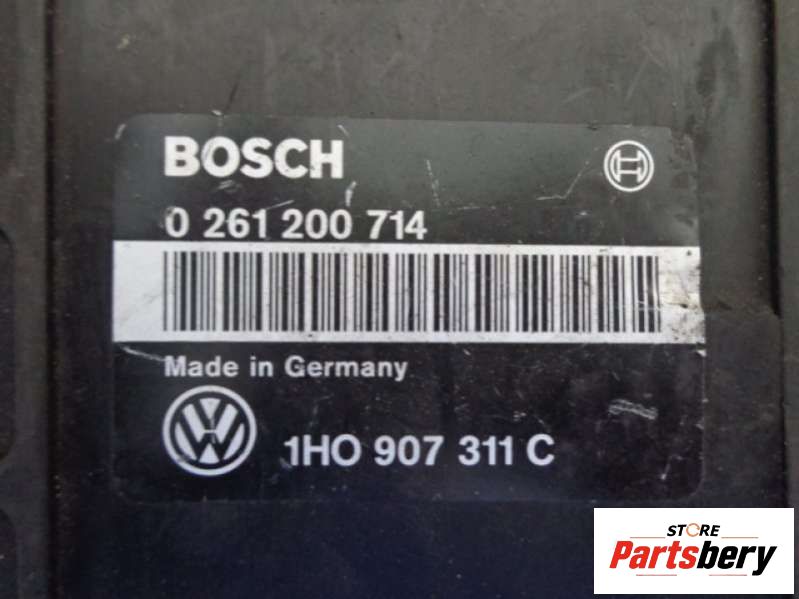 BOSCH
0 261 200 714
Made in Germany
1HO 907 311 C
STORE
Partsbery